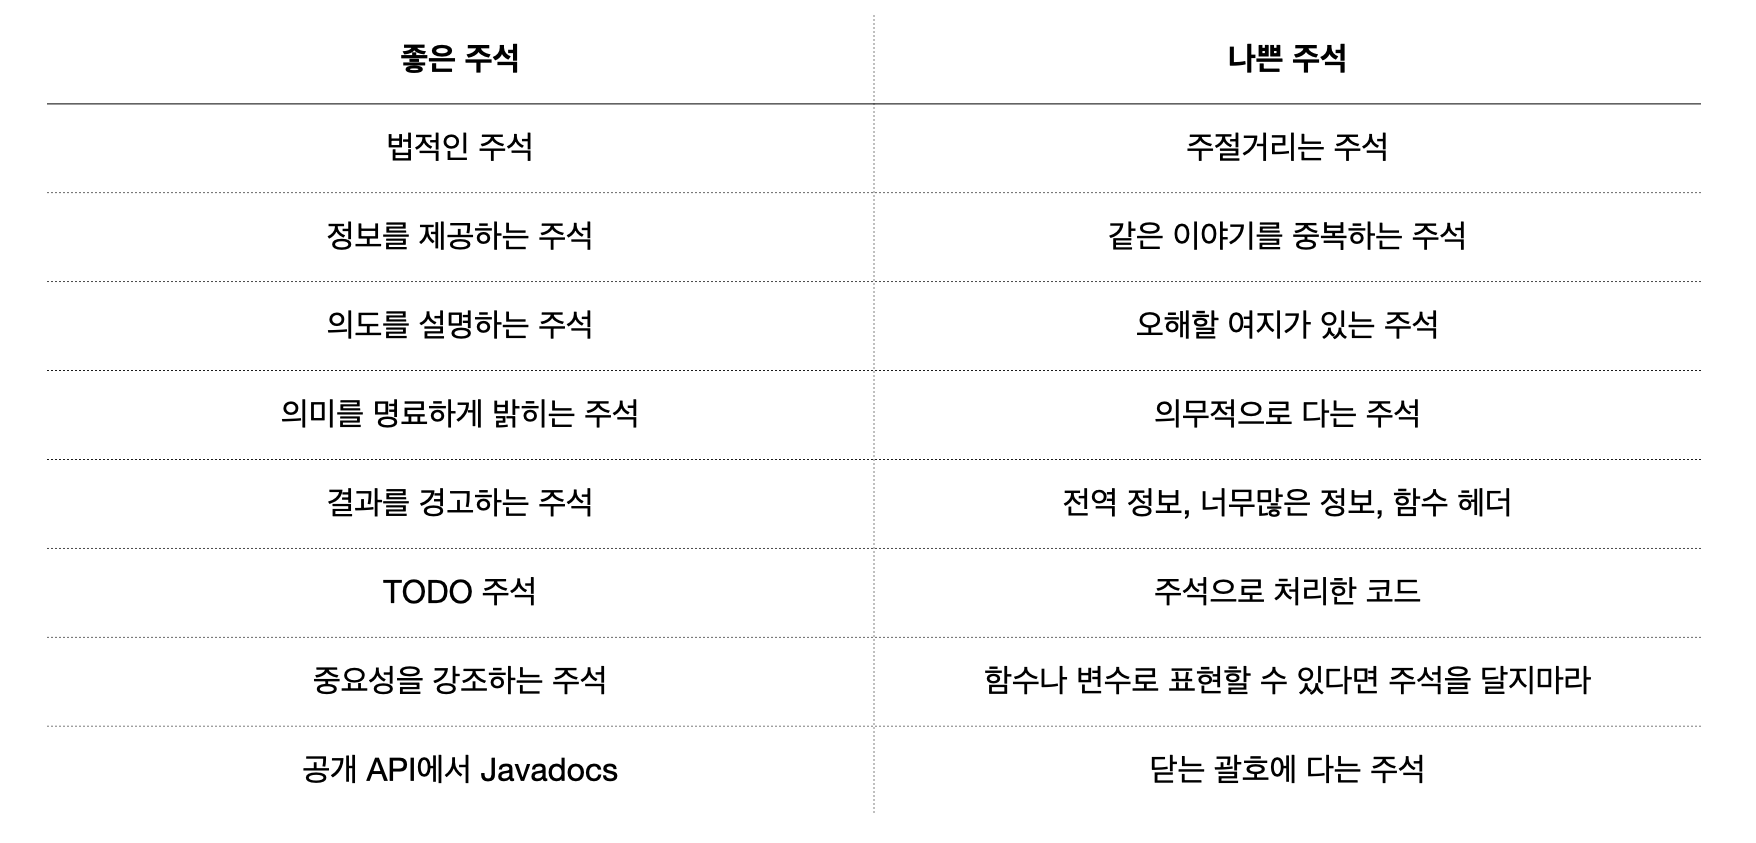 좋은 주석 나쁜 주석
법적인 주석 주절거리는 주석
정보를 제공하는 주석 같은 이야기를 중복하는 주석
의도를 설명하는 주석 오해할 여지가 있는 주석
의미를 명료하게 밝히는 주석 의무적으로 다는 주석
결과를 경고하는 주석 전역 정보, 너무많은 정보, 함수 헤더
TODO 주석 주석으로 처리한 코드
중요성을 강조하는 주석 함수나 변수로 표현할 수 있다면 주석을 달지마라
공개 API에서 Javadocs 닫는 괄호에 다는 주석